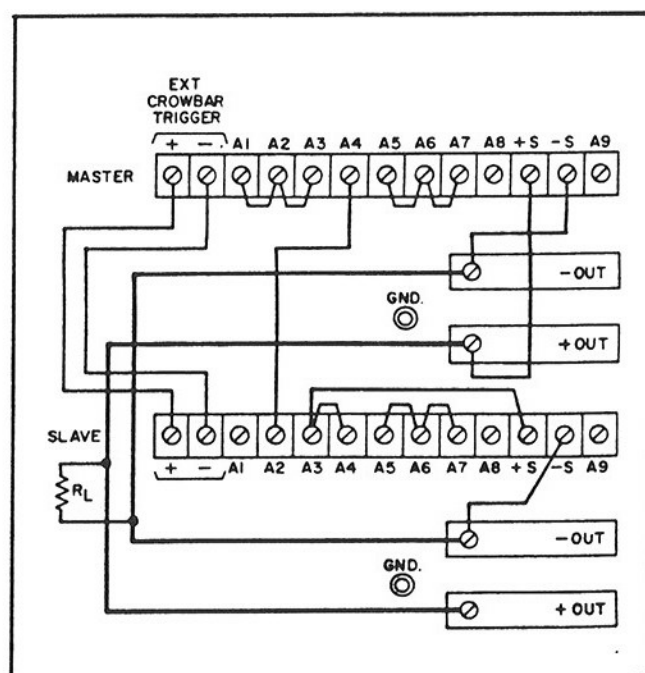 EXT
CROWBAR
TRIGGER
+ − A1 A2 A3 A4 A5 A6 A7 A8 +S −S A9
MASTER
−OUT
GND.
+OUT
SLAVE
+ − A1 A2 A3 A4 A5 A6 A7 A8 +S −S A9
RL
−OUT
GND.
+OUT